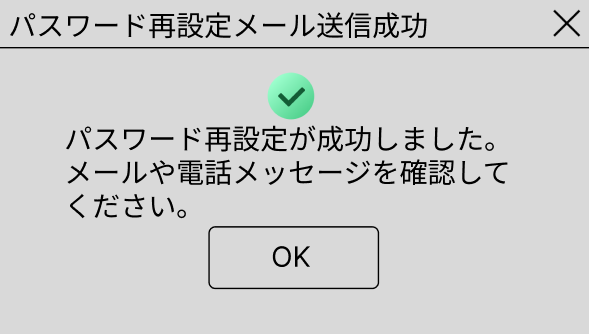 パスワード再設定メール送信成功
パスワード再設定が成功しました。
メールや電話メッセージを確認して
ください。
OK